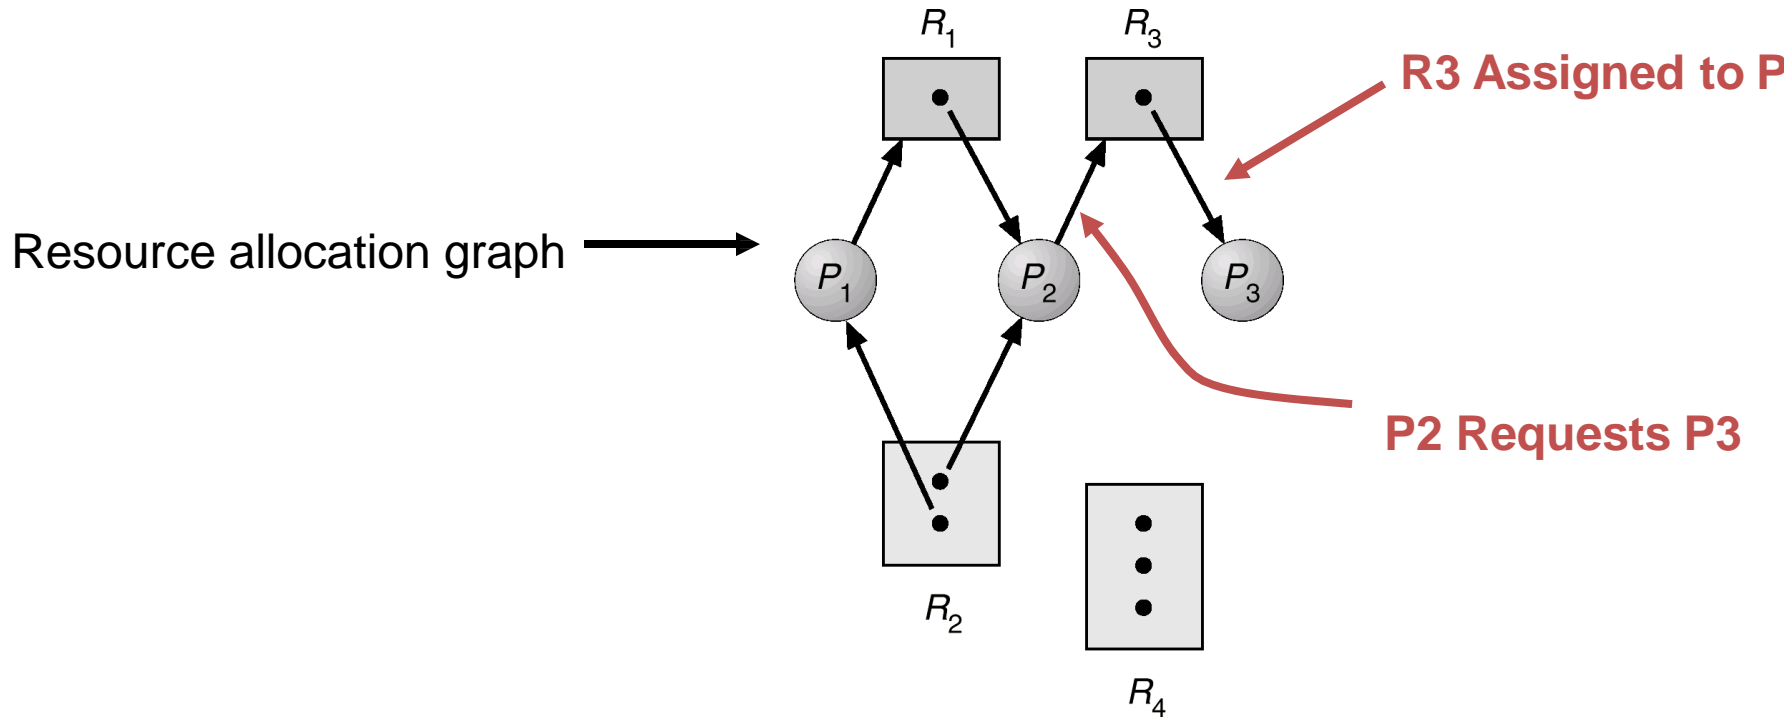 R1 R3
R3 Assigned to P
Resource allocation graph
P1 P2 P3
P2 Requests P3
R2
R4